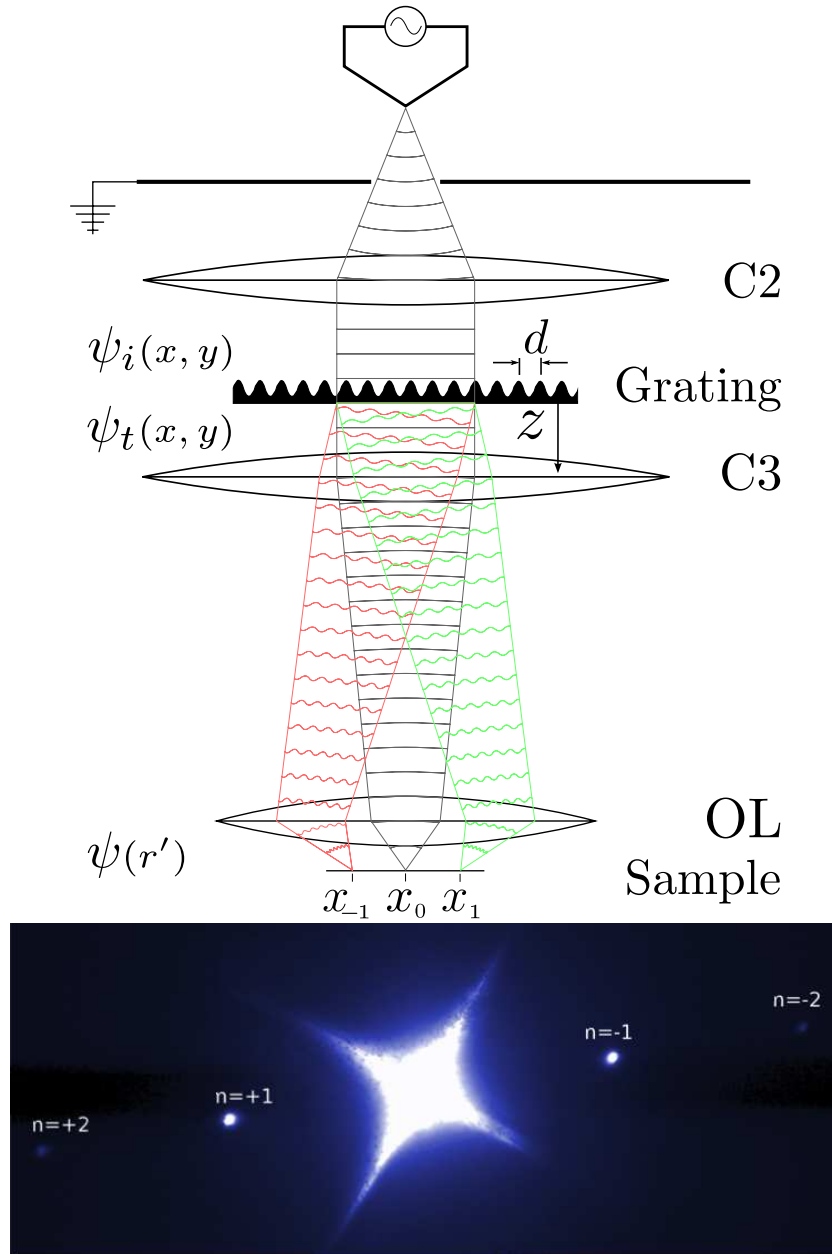 C2
ψᵢ(x, y)
d
Grating
ψₜ(x, y)
z
C3
OL
ψ(r′)
Sample
x₋₁ x₀ x₁
n=-2
n=-1
n=+1
n=+2